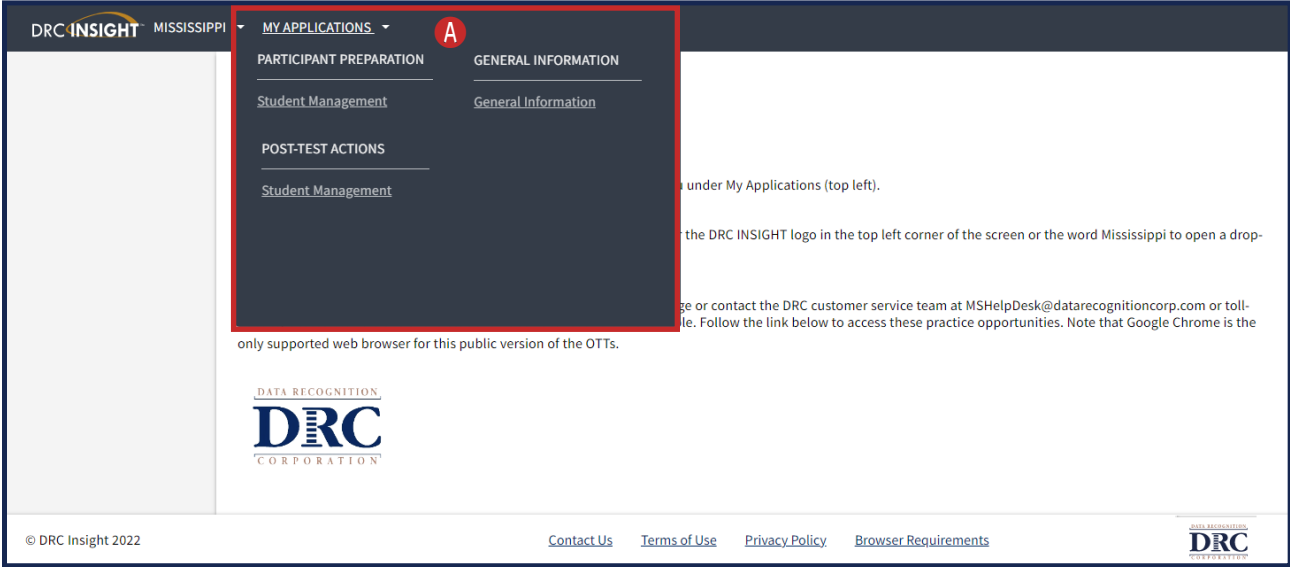 DRC INSIGHT MISSISSIPPI MY APPLICATIONS A
PARTICIPANT PREPARATION GENERAL INFORMATION
Student Management General Information
POST-TEST ACTIONS
Student Management
under My Applications (top left).
the DRC INSIGHT logo in the top left corner of the screen or the word Mississippi to open a drop-
or contact the DRC customer service team at MSHelpDesk@datarecognitioncorp.com or toll-
Follow the link below to access these practice opportunities. Note that Google Chrome is the
only supported web browser for this public version of the OTTs.
DATA RECOGNITION
DRC
CORPORATION
© DRC Insight 2022 Contact Us Terms of Use Privacy Policy Browser Requirements
DATA RECOGNITION
DRC
CORPORATION